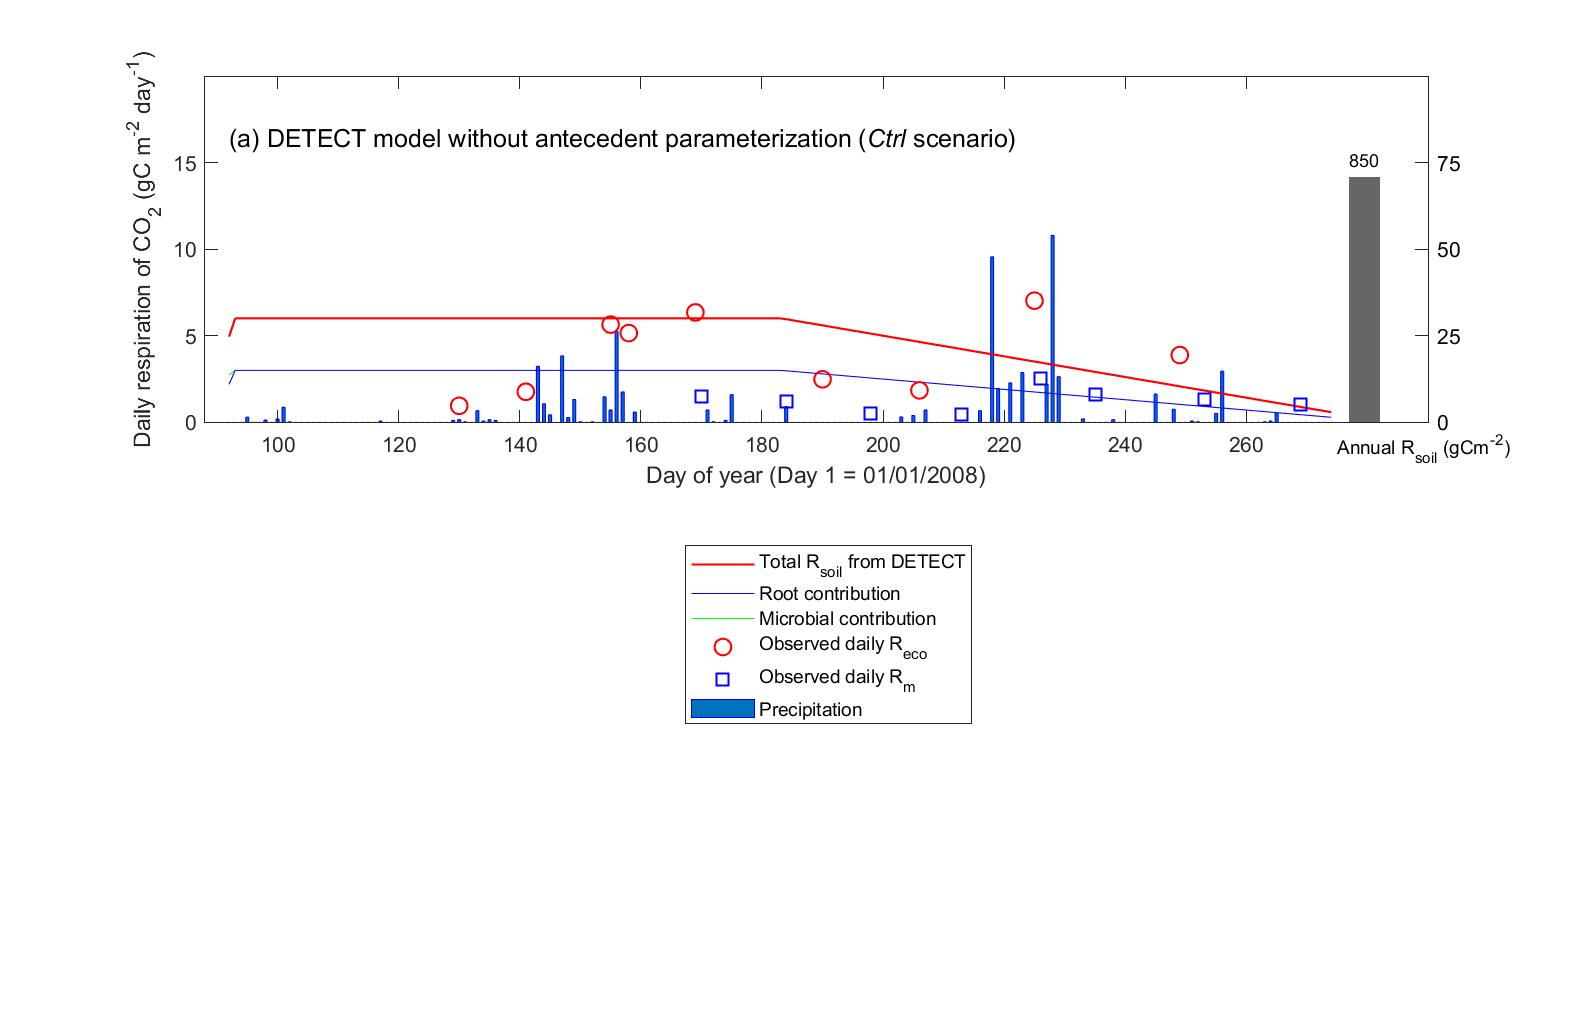 Daily respiration of CO2 (gC m-2 day-1)
(a) DETECT model without antecedent parameterization (Ctrl scenario)
15
10
5
0
850
75
50
25
0
100 120 140 160 180 200 220 240 260
Annual Rsoil (gCm-2)
Day of year (Day 1 = 01/01/2008)
Total Rsoil from DETECT
Root contribution
Microbial contribution
Observed daily Reco
Observed daily Rm
Precipitation